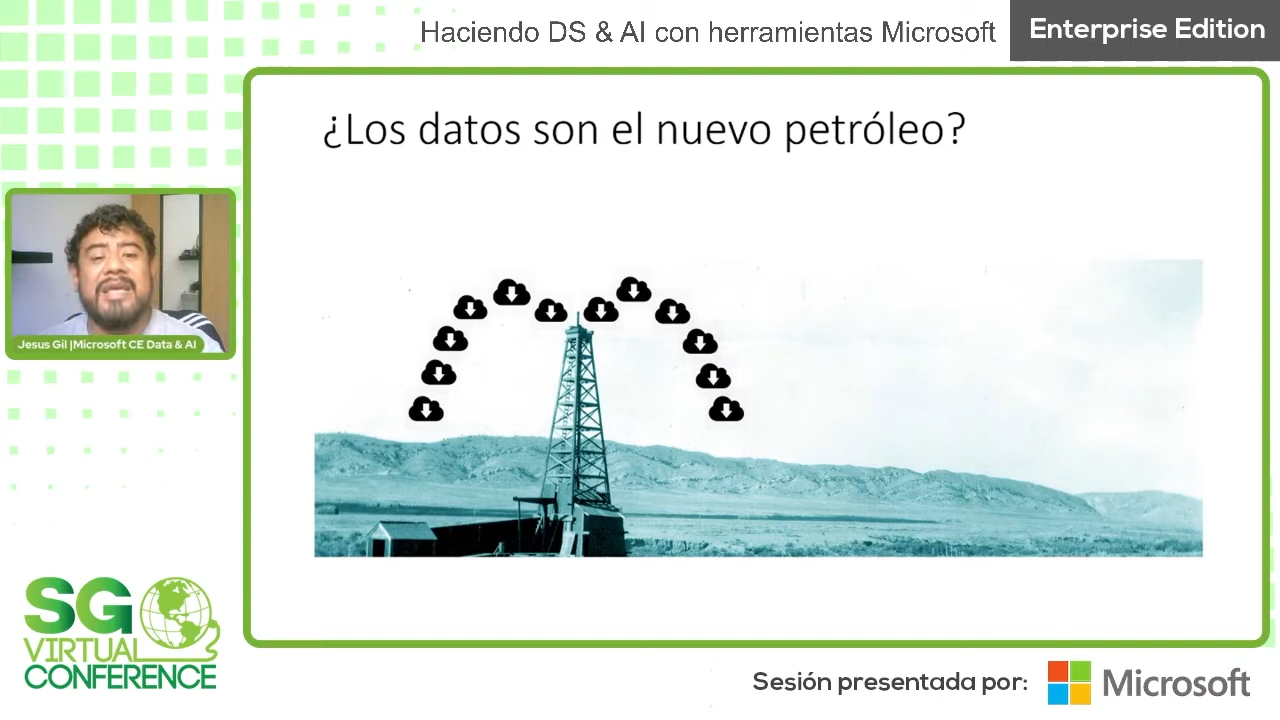 Haciendo DS & AI con herramientas Microsoft
Enterprise Edition
¿Los datos son el nuevo petróleo?
Jesus Gil |Microsoft CE Data & AI
SG
VIRTUAL
CONFERENCE
Sesión presentada por:
Microsoft